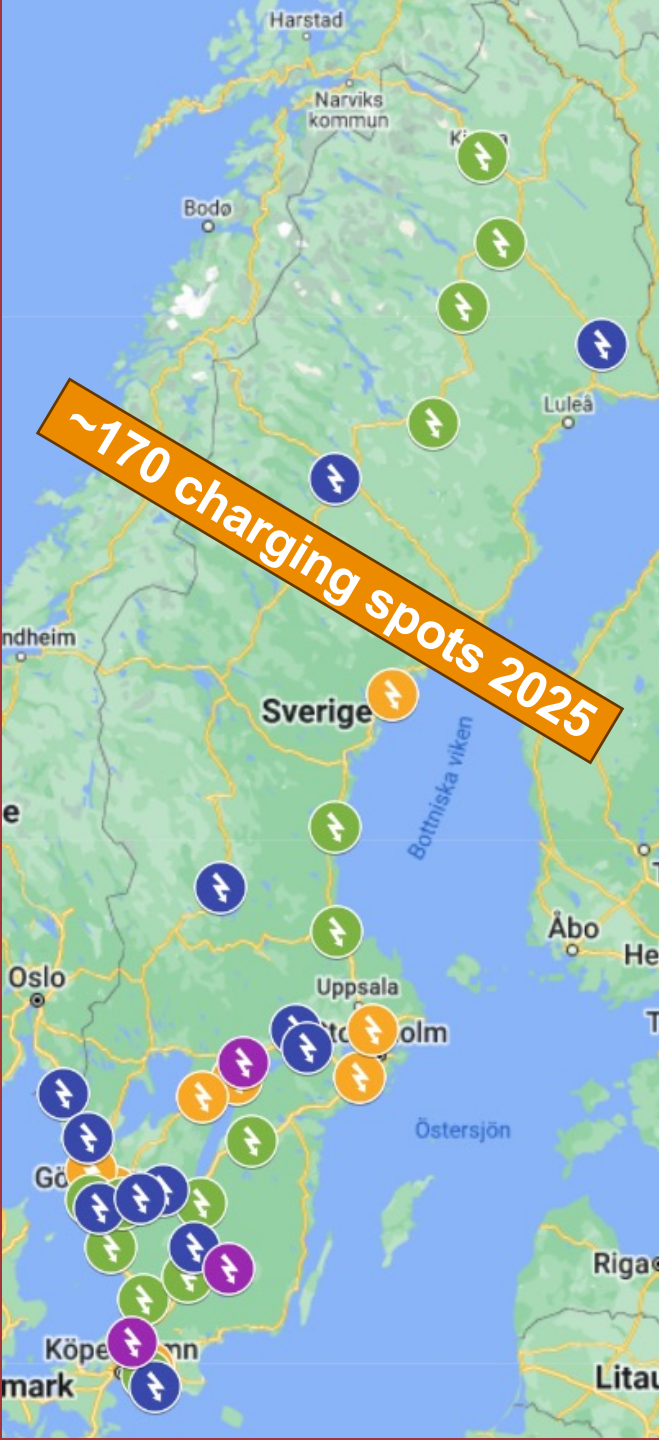 Harstad
Narviks
kommun
Bodø
Luleå
~170 charging spots 2025
ndheim
Sverige
Bottniska viken
e
Åbo
He
Oslo
Uppsala
olm
T
Östersjön
Gö
Riga
Köpe mn
mark
Litau